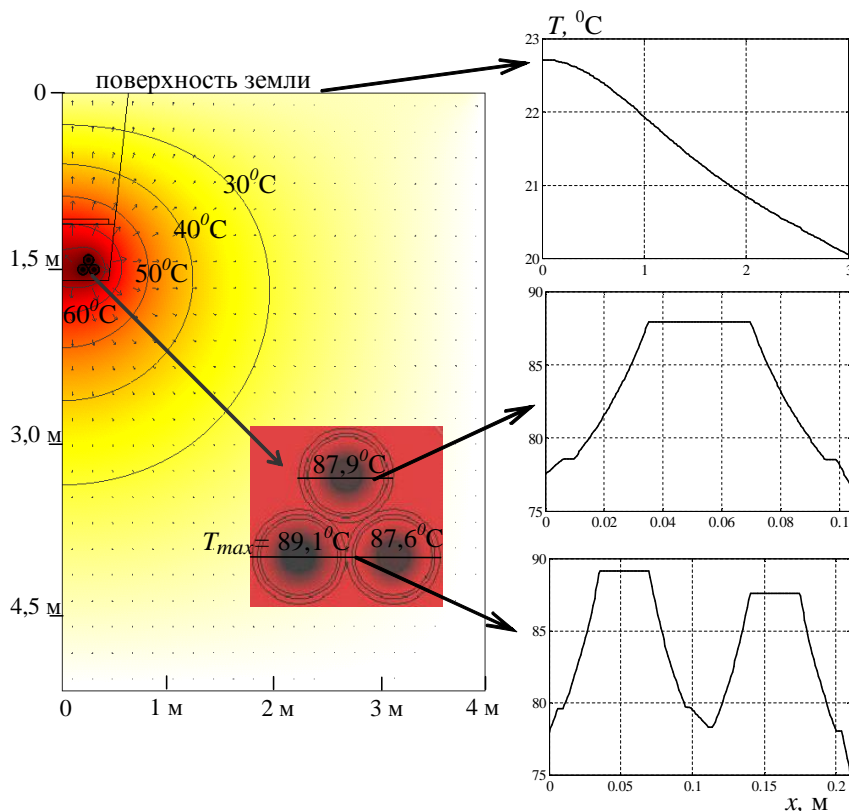 T, ⁰C
поверхность земли
0
1,5 м
3,0 м
4,5 м
0
1 м
2 м
3 м
4 м
30⁰C
40⁰C
50⁰C
60⁰C
87,9⁰C
Tmax= 89,1⁰C
87,6⁰C
23
22
21
20
0
1
2
3
90
85
80
75
0
0.02
0.04
0.06
0.08
0.1
90
85
80
75
0
0.05
0.1
0.15
0.2
x, м